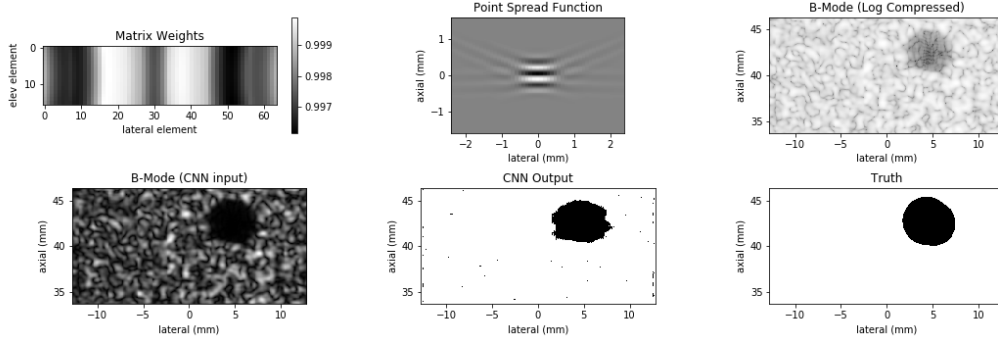 Matrix Weights
elev element
0
10
0 10 20 30 40 50 60
lateral element
0.999
0.998
0.997
Point Spread Function
axial (mm)
1
0
−1
−2 −1 0 1 2
lateral (mm)
B-Mode (Log Compressed)
axial (mm)
45
40
35
−10 −5 0 5 10
lateral (mm)
B-Mode (CNN input)
axial (mm)
45
40
35
−10 −5 0 5 10
lateral (mm)
CNN Output
axial (mm)
45
40
35
−10 −5 0 5 10
lateral (mm)
Truth
axial (mm)
45
40
35
−10 −5 0 5 10
lateral (mm)